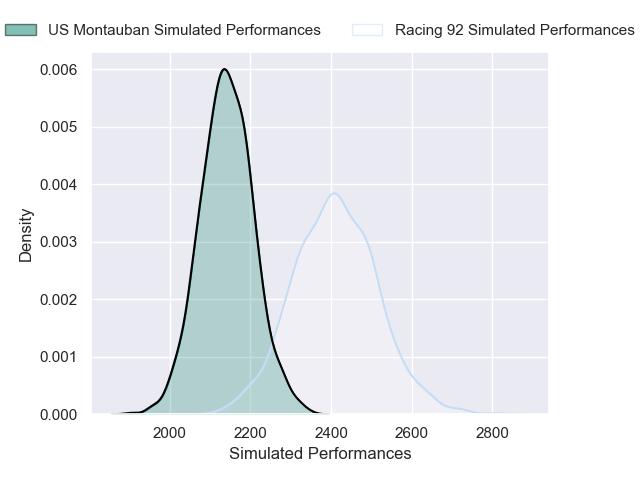 US Montauban Simulated Performances
Racing 92 Simulated Performances
0.006
0.005
0.004
0.003
0.002
0.001
0.000
Density
2000 2200 2400 2600 2800
Simulated Performances